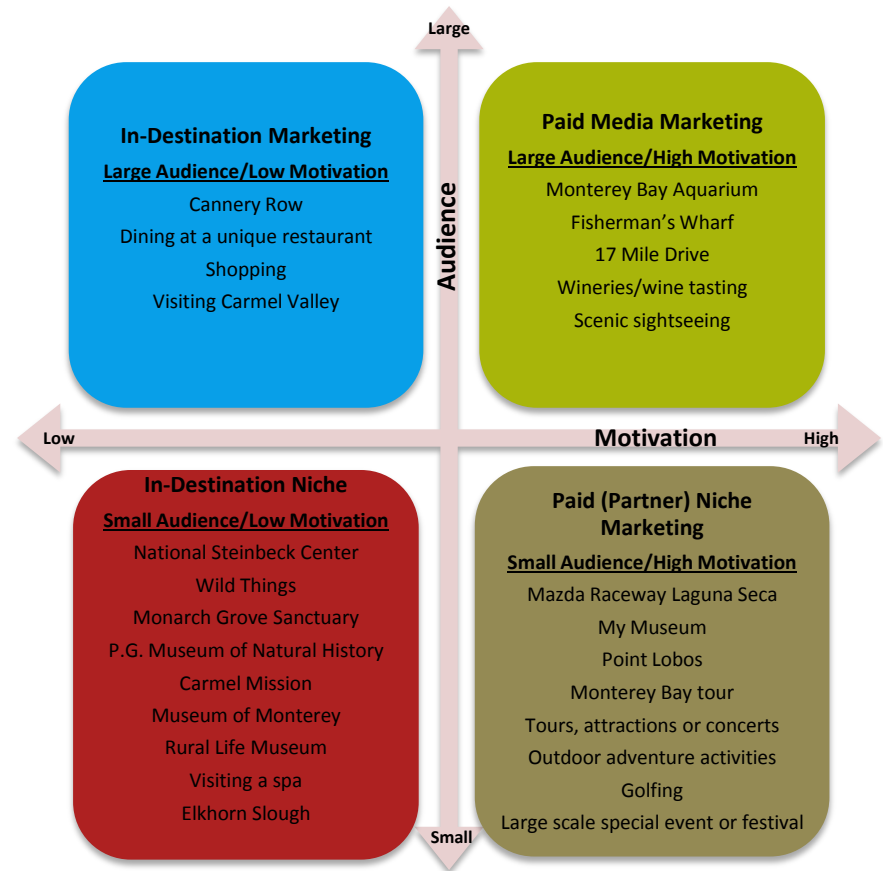 Large
In-Destination Marketing
Large Audience/Low Motivation
Cannery Row
Dining at a unique restaurant
Shopping
Visiting Carmel Valley
Audience
Paid Media Marketing
Large Audience/High Motivation
Monterey Bay Aquarium
Fisherman’s Wharf
17 Mile Drive
Wineries/wine tasting
Scenic sightseeing
Low
Motivation
High
In-Destination Niche
Small Audience/Low Motivation
National Steinbeck Center
Wild Things
Monarch Grove Sanctuary
P.G. Museum of Natural History
Carmel Mission
Museum of Monterey
Rural Life Museum
Visiting a spa
Elkhorn Slough
Paid (Partner) Niche
Marketing
Small Audience/High Motivation
Mazda Raceway Laguna Seca
My Museum
Point Lobos
Monterey Bay tour
Tours, attractions or concerts
Outdoor adventure activities
Golfing
Large scale special event or festival
Small